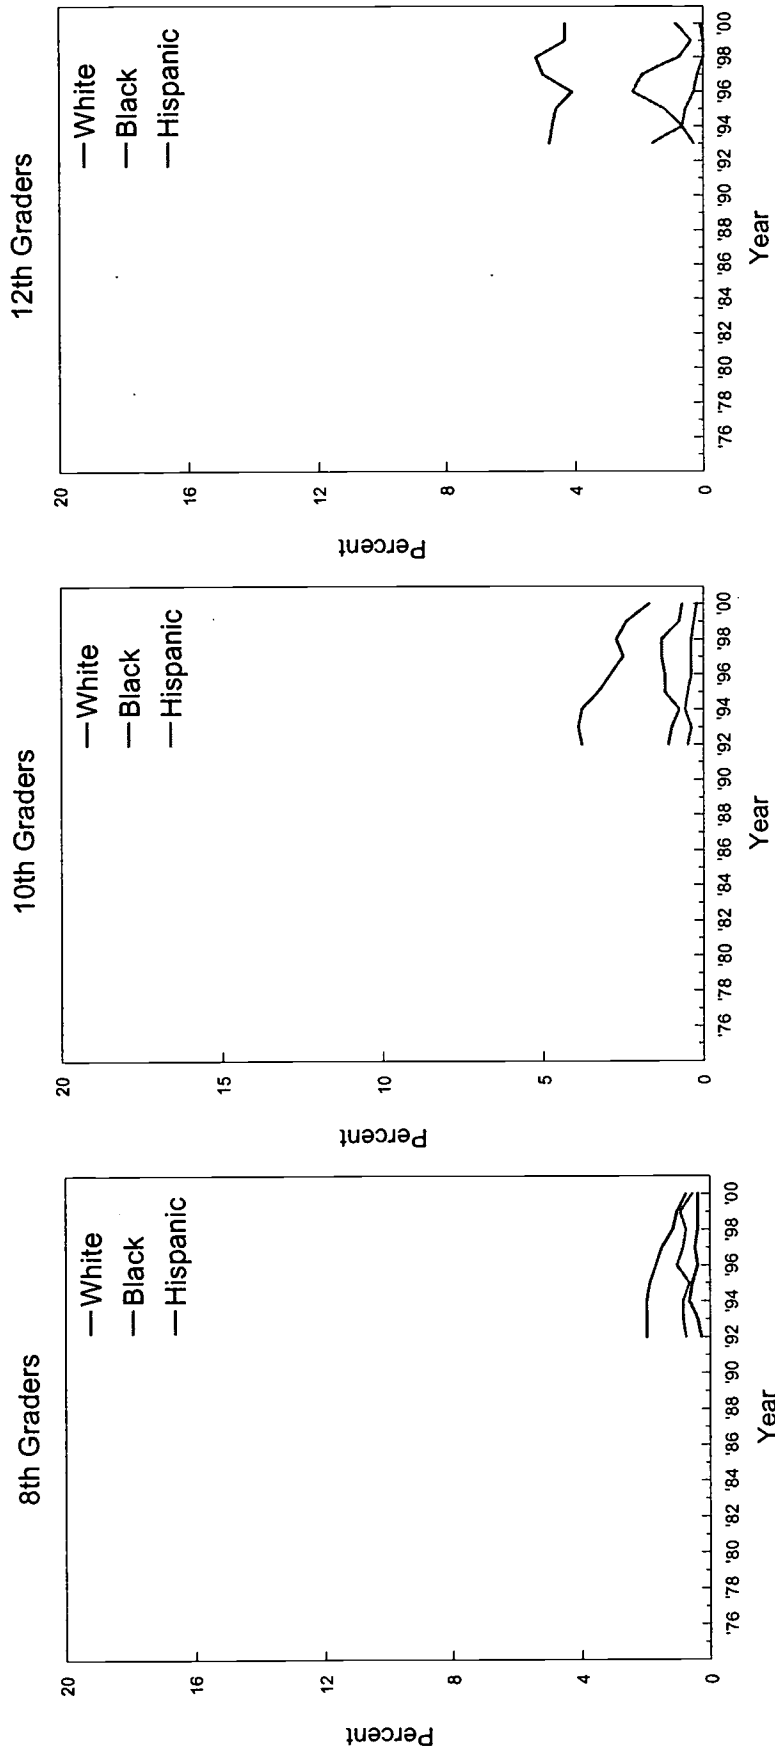 8th Graders
White
Black
Hispanic
Percent
20
16
12
8
4
0
'76 '78 '80 '82 '84 '86 '88 '90 '92 '94 '96 '98 '00
Year
10th Graders
White
Black
Hispanic
Percent
20
15
10
5
0
'76 '78 '80 '82 '84 '86 '88 '90 '92 '94 '96 '98 '00
Year
12th Graders
White
Black
Hispanic
Percent
20
16
12
8
4
0
'76 '78 '80 '82 '84 '86 '88 '90 '92 '94 '96 '98 '00
Year